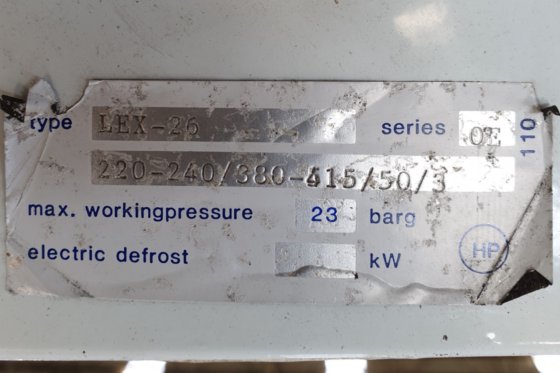 type LEX-26 series OE
220-240/380-415/50/3
max. workingpressure 23 barg
electric defrost kW
HP
110